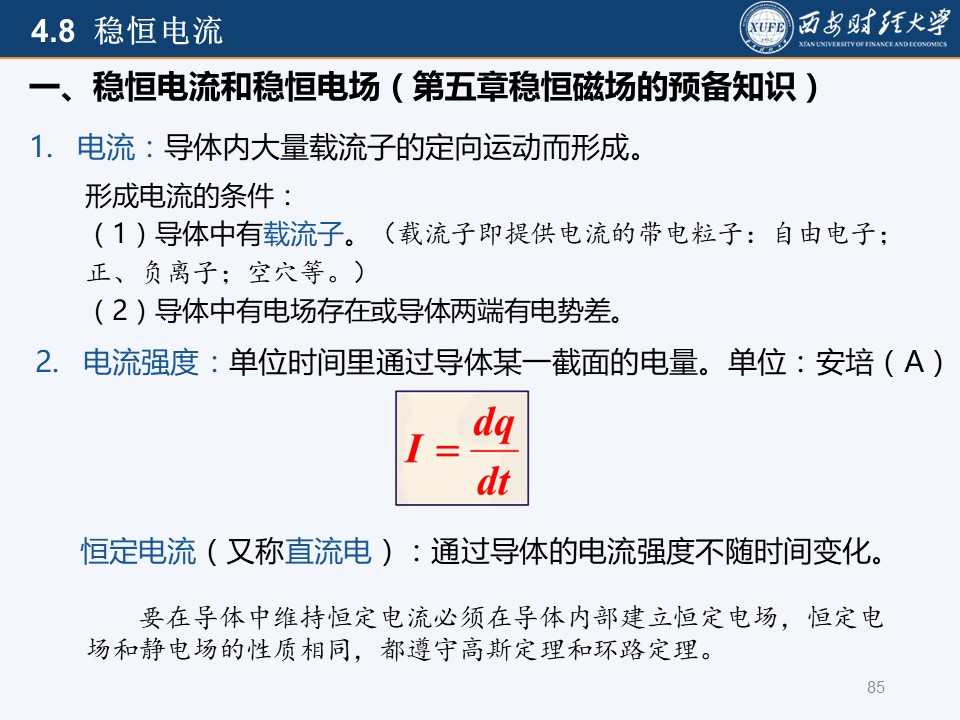 4.8 稳恒电流
西安财经大学
XI'AN UNIVERSITY OF FINANCE AND ECONOMICS
XUFE
一、稳恒电流和稳恒电场（第五章稳恒磁场的预备知识）
1. 电流：导体内大量载流子的定向运动而形成。
形成电流的条件：
（1）导体中有载流子。（载流子即提供电流的带电粒子：自由电子；
正、负离子；空穴等。）
（2）导体中有电场存在或导体两端有电势差。
2. 电流强度：单位时间里通过导体某一截面的电量。单位：安培（A）
I = dq/dt
恒定电流（又称直流电）：通过导体的电流强度不随时间变化。
要在导体中维持恒定电流必须在导体内部建立恒定电场，恒定电
场和静电场的性质相同，都遵守高斯定理和环路定理。
85